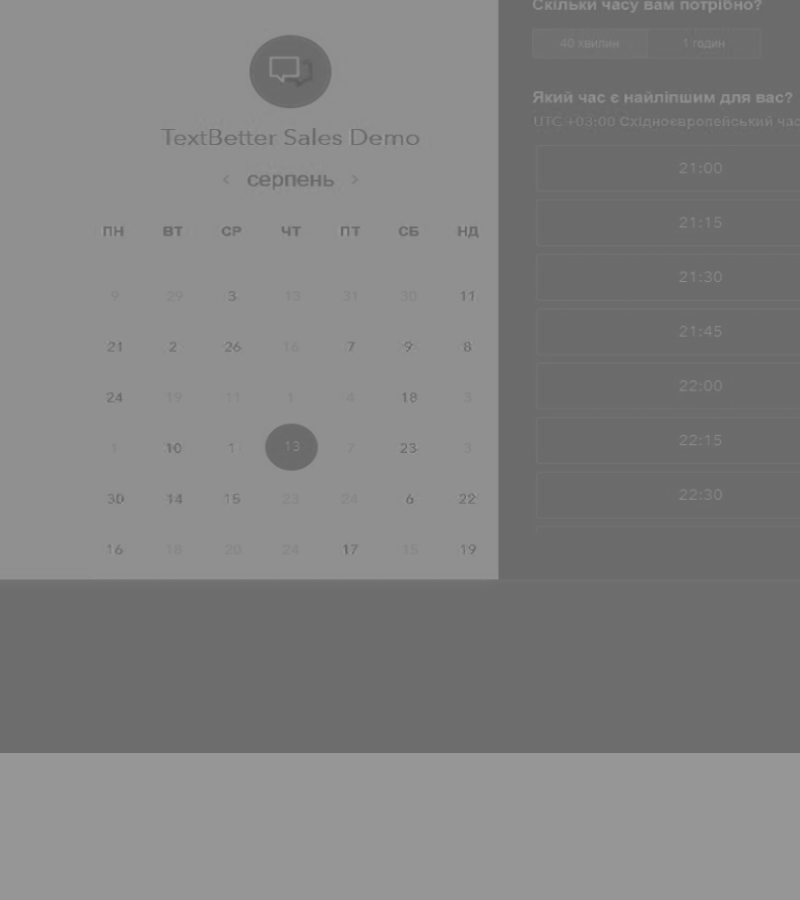 TextBetter Sales Demo
< серпень >
ПН ВТ СР ЧТ ПТ СБ НД
9 29 3 13 31 30 11
21 2 26 16 7 9 8
24 19 11 1 4 18 3
1 10 1 13 7 23 3
30 14 15 23 24 6 22
16 18 20 24 17 15 19
Скільки часу вам потрібно?
40 хвилин 1 годин
Який час є найліпшим для вас?
UTC +03:00 Східноєвропейський час
21:00
21:15
21:30
21:45
22:00
22:15
22:30